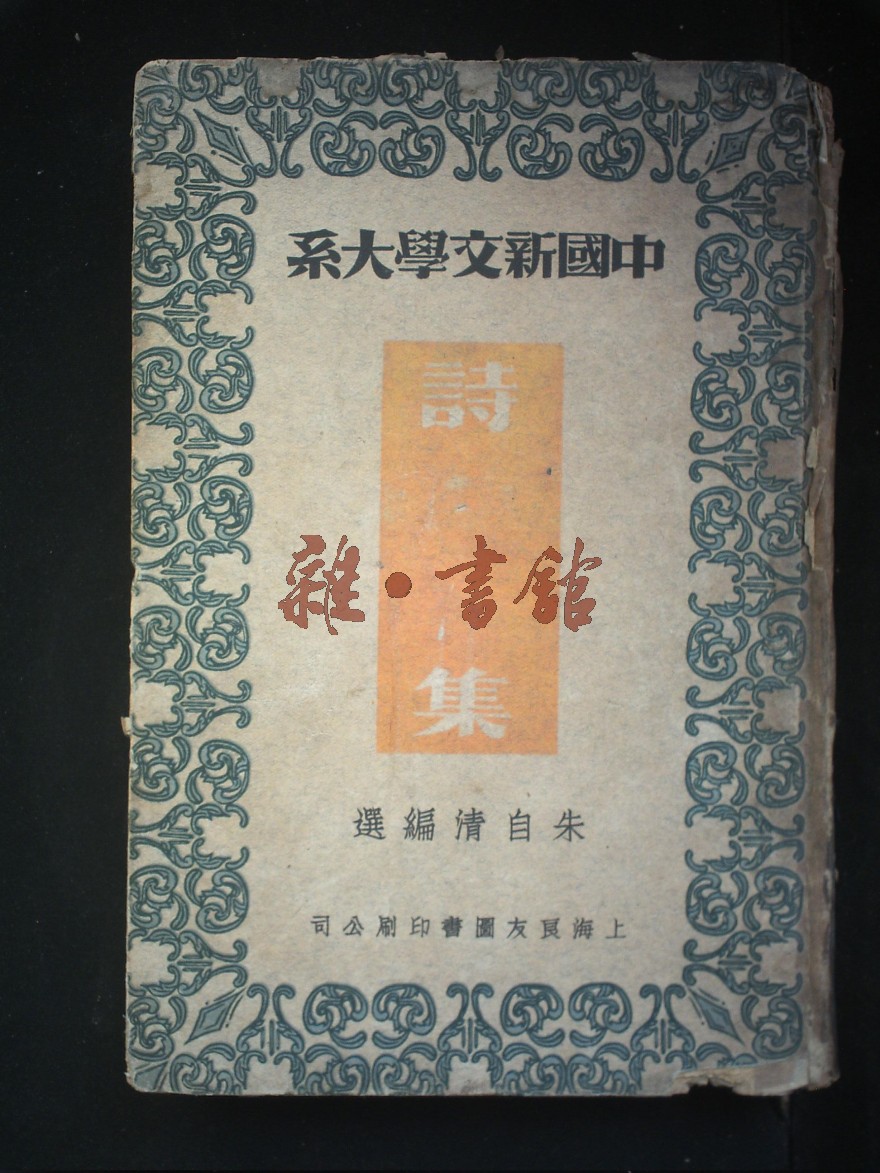 中國新文學大系
詩
集
雜·書館
朱自清編選
上海良友圖書印刷公司